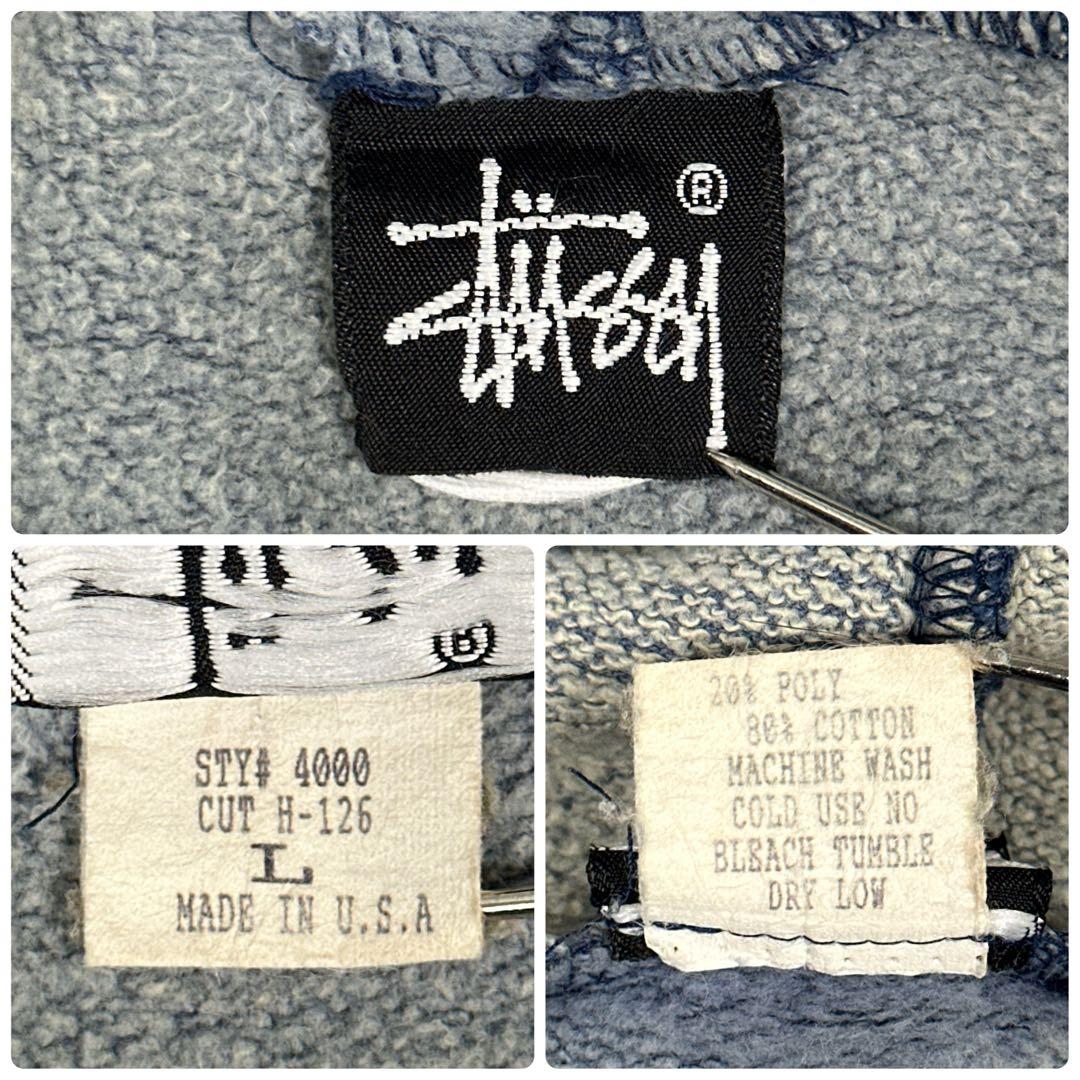 Stüssy ®
STY# 4000
CUT H-126
L
MADE IN U.S.A
20% POLY
80% COTTON
MACHINE WASH
COLD USE NO
BLEACH TUMBLE
DRY LOW